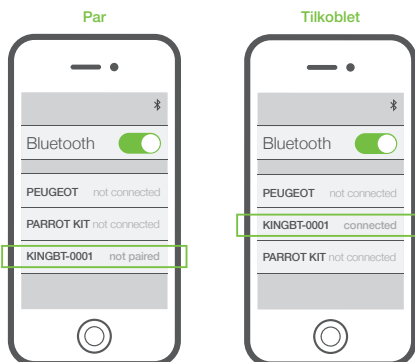 Par
Bluetooth
PEUGEOT not connected
PARROT KIT not connected
KINGBT-0001 not paired
Tilkoblet
Bluetooth
PEUGEOT not connected
KINGBT-0001 connected
PARROT KIT not connected